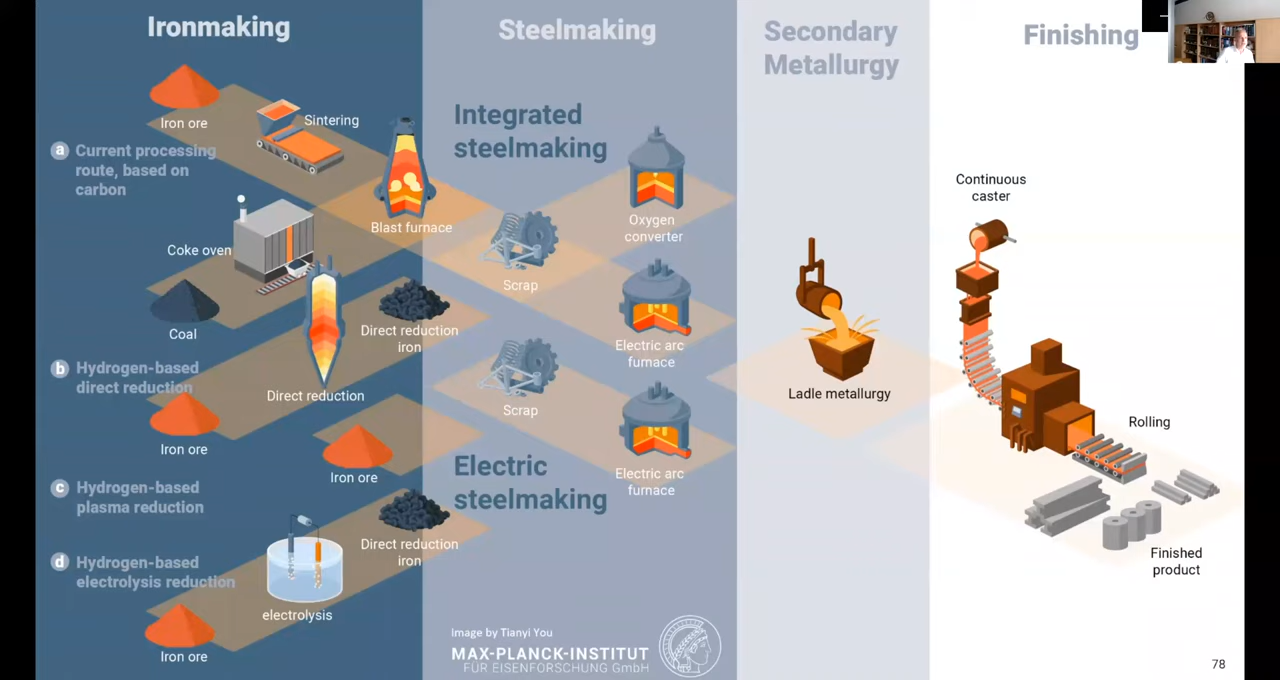 Ironmaking
Steelmaking
Secondary
Metallurgy
Finishing
Iron ore
Sintering
a Current processing
route, based on
carbon
Blast furnace
Coke oven
Coal
Integrated
steelmaking
Oxygen
converter
Scrap
Direct reduction
iron
Electric arc
furnace
b Hydrogen-based
direct reduction
Direct reduction
Iron ore
Scrap
Electric arc
furnace
Iron ore
c Hydrogen-based
plasma reduction
Electric
steelmaking
Direct reduction
iron
d Hydrogen-based
electrolysis reduction
electrolysis
Iron ore
Ladle metallurgy
Continuous
caster
Rolling
Finished
product
Image by Tianyi You
MAX-PLANCK-INSTITUT
FÜR EISENFORSCHUNG GmbH
78